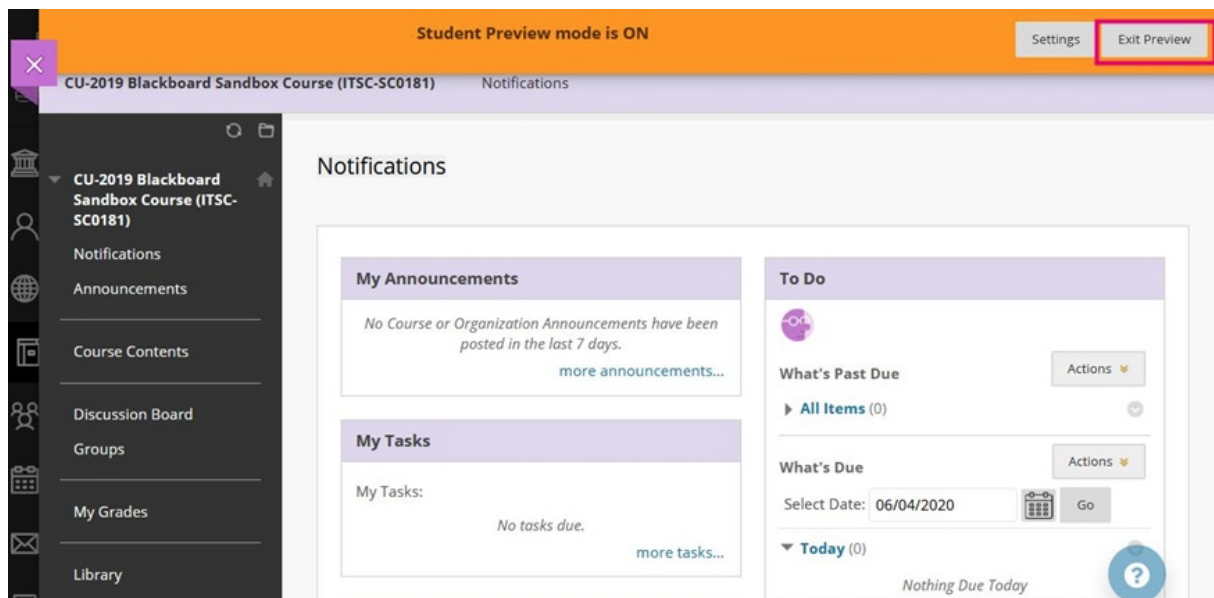 Student Preview mode is ON
Settings
Exit Preview
CU-2019 Blackboard Sandbox Course (ITSC-SC0181)
Notifications
CU-2019 Blackboard
Sandbox Course (ITSC-
SC0181)
Notifications
Announcements
Course Contents
Discussion Board
Groups
My Grades
Library
Notifications
My Announcements
No Course or Organization Announcements have been
posted in the last 7 days.
more announcements...
My Tasks
My Tasks:
No tasks due.
more tasks...
To Do
What's Past Due
Actions
All Items (0)
What's Due
Actions
Select Date: 06/04/2020
Go
Today (0)
Nothing Due Today
?